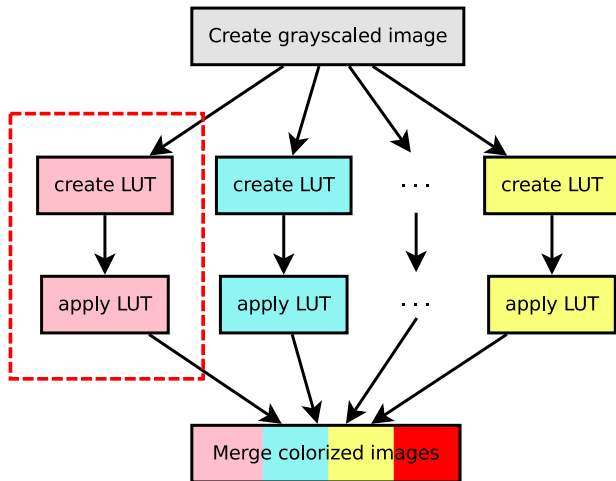 Create grayscaled image
create LUT
create LUT
. . .
create LUT
apply LUT
apply LUT
. . .
apply LUT
Merge colorized images